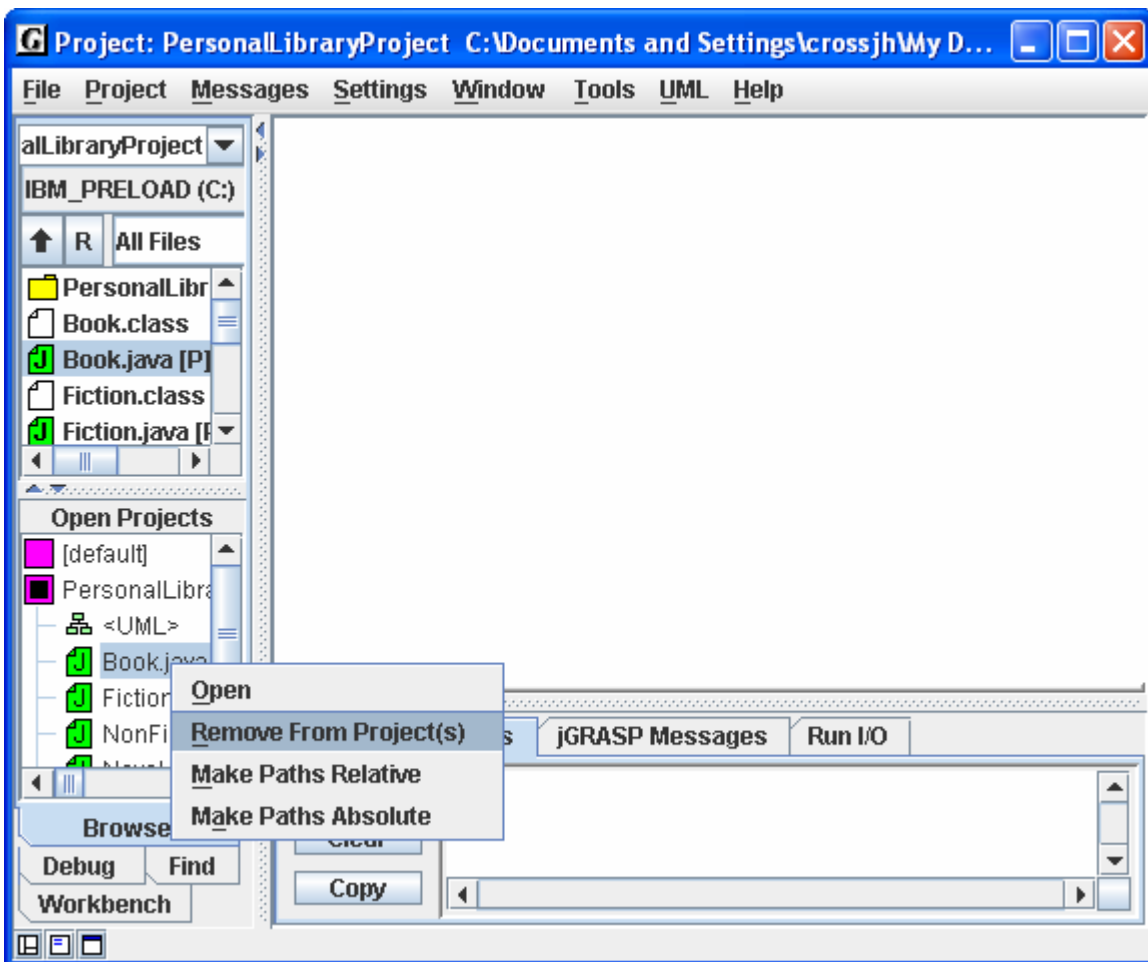 G Project: PersonalLibraryProject C:\Documents and Settings\crossjh\My D...
File Project Messages Settings Window Tools UML Help
alLibraryProject
IBM_PRELOAD (C:)
R All Files
PersonalLibr
Book.class
J Book.java [P]
Fiction.class
J Fiction.java [P
Open Projects
[default]
PersonalLibra
<UML>
J Book.java
J Fiction
J NonFi
Open
Remove From Project(s)
Make Paths Relative
Make Paths Absolute
s jGRASP Messages Run I/O
Clear
Copy
Browse
Debug Find
Workbench